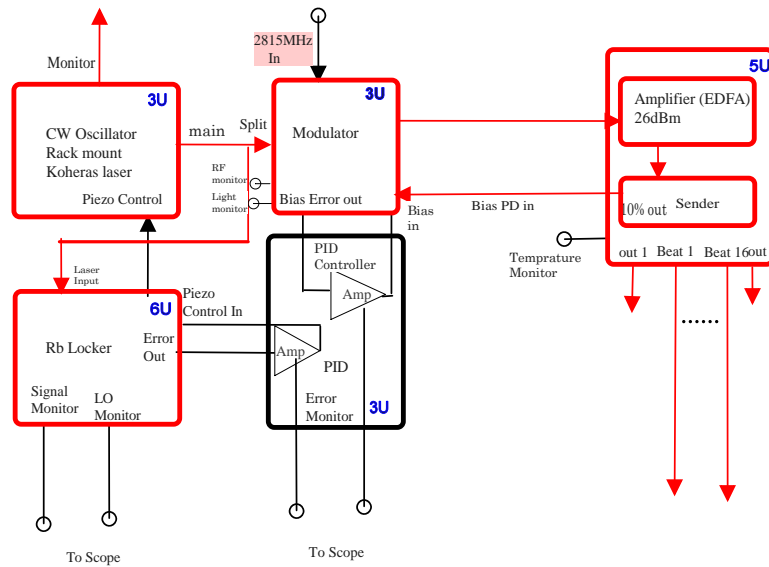 2815MHz
In
Monitor
3U
CW Oscillator
Rack mount
Koheras laser
Piezo Control
main
Split
3U
Modulator
RF
monitor
Light
monitor
Bias Error out
Bias
in
Bias PD in
5U
Amplifier (EDFA)
26dBm
Sender
10% out
Temprature
Monitor
out 1
Beat 1
Beat 16
out
......
PID
Controller
Amp
Laser
Input
6U
Piezo
Control In
Rb Locker
Error
Out
Amp
PID
Signal
Monitor
LO
Monitor
Error
Monitor
3U
To Scope
To Scope